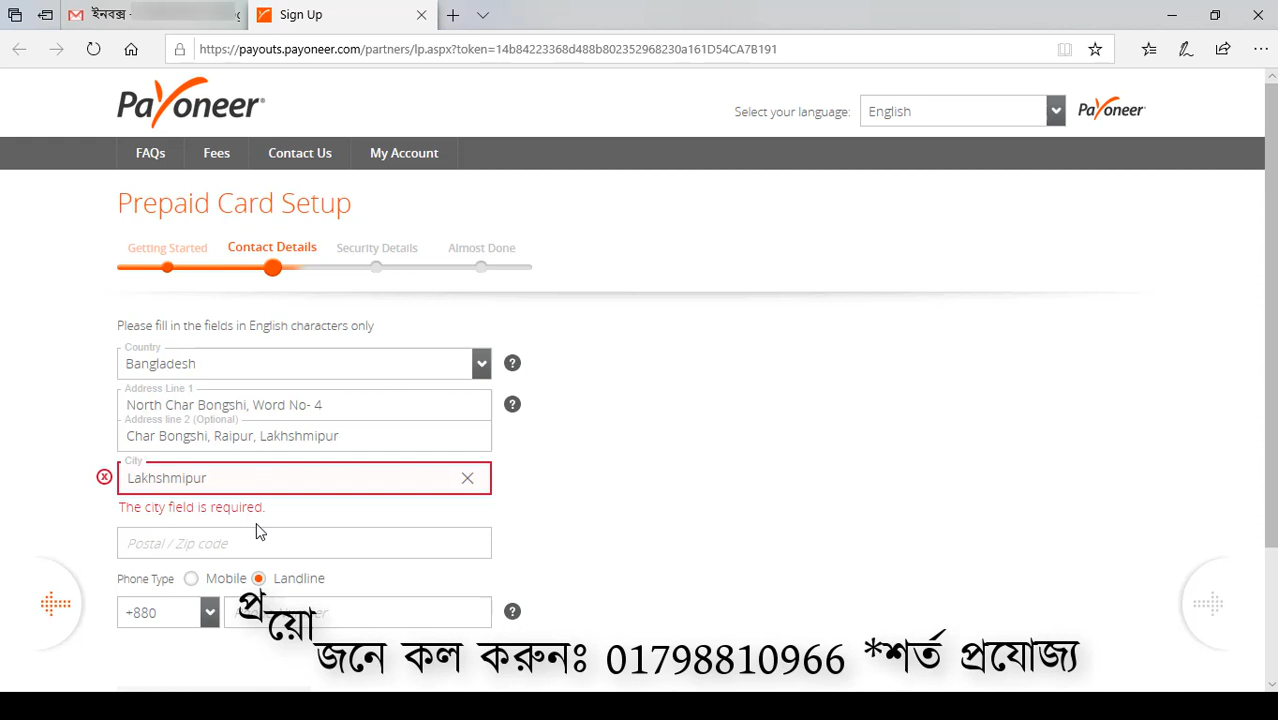 ইনবক্স -
Sign Up
https://payouts.payoneer.com/partners/lp.aspx?token=14b84223368d488b802352968230a161D54CA7B191
Payoneer
Select your language:
English
Payoneer
FAQs
Fees
Contact Us
My Account
Prepaid Card Setup
Getting Started
Contact Details
Security Details
Almost Done
Please fill in the fields in English characters only
Country
Bangladesh
Address Line 1
North Char Bongshi, Word No- 4
Address line 2 (Optional)
Char Bongshi, Raipur, Lakhshmipur
City
Lakhshmipur
The city field is required.
Postal / Zip code
Phone Type
Mobile
Landline
+880
প্রয়োজনে কল করুনঃ 01798810966 *শর্ত প্রযোজ্য